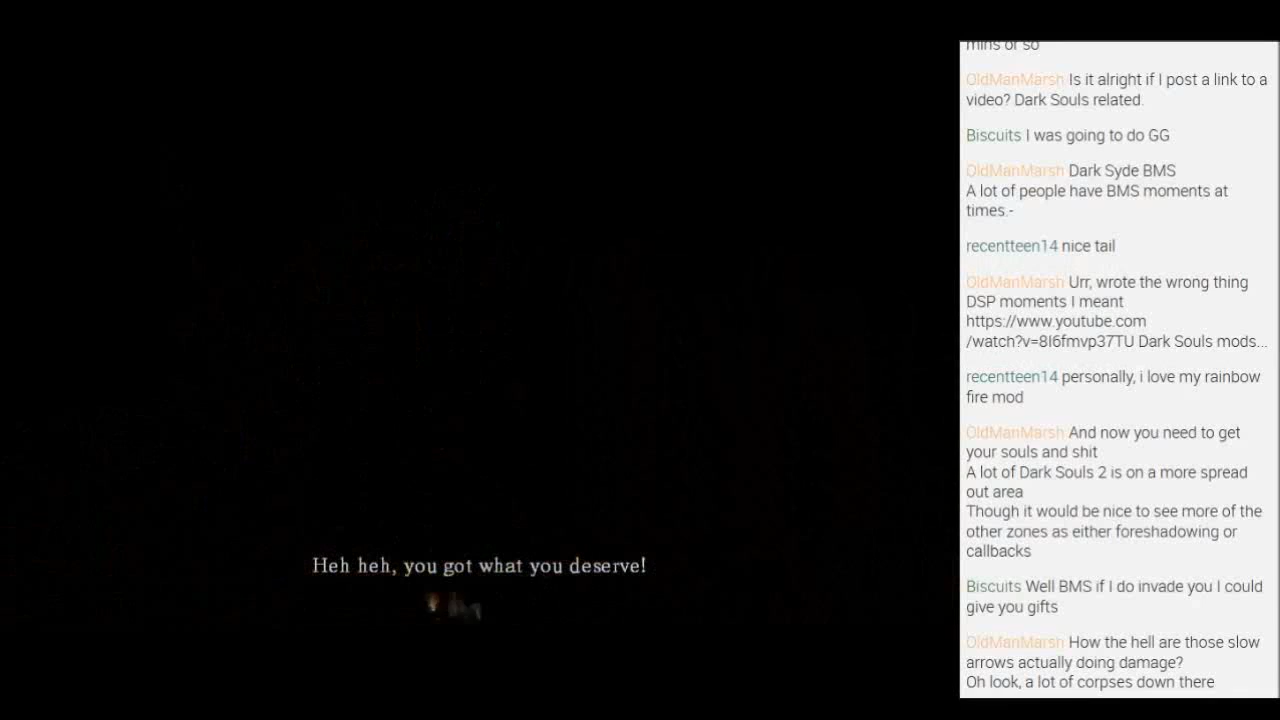 Heh heh, you got what you deserve!
mins or so
OldManMarsh Is it alright if I post a link to a
video? Dark Souls related.
Biscuits I was going to do GG
OldManMarsh Dark Syde BMS
A lot of people have BMS moments at
times.-
recentteen14 nice tail
OldManMarsh Urr, wrote the wrong thing
DSP moments I meant
https://www.youtube.com
/watch?v=8I6fmvp37TU Dark Souls mods...
recentteen14 personally, i love my rainbow
fire mod
OldManMarsh And now you need to get
your souls and shit
A lot of Dark Souls 2 is on a more spread
out area
Though it would be nice to see more of the
other zones as either foreshadowing or
callbacks
Biscuits Well BMS if I do invade you I could
give you gifts
OldManMarsh How the hell are those slow
arrows actually doing damage?
Oh look, a lot of corpses down there